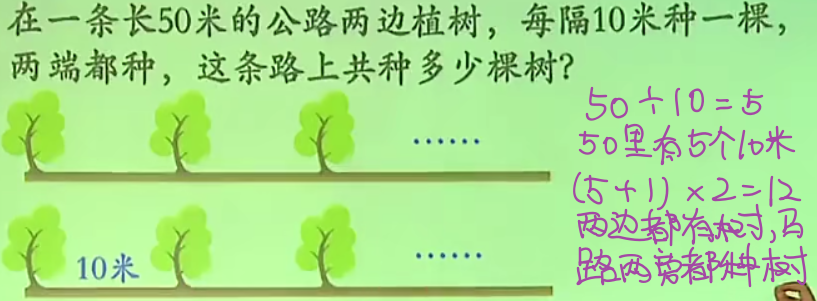 在一条长50米的公路两边植树，每隔10米种一棵，
两端都种，这条路上共种多少棵树?
50÷10=5
50里有5个10米
(5+1)×2=12
两边都有树,马
路两旁都种树
……
……
10米